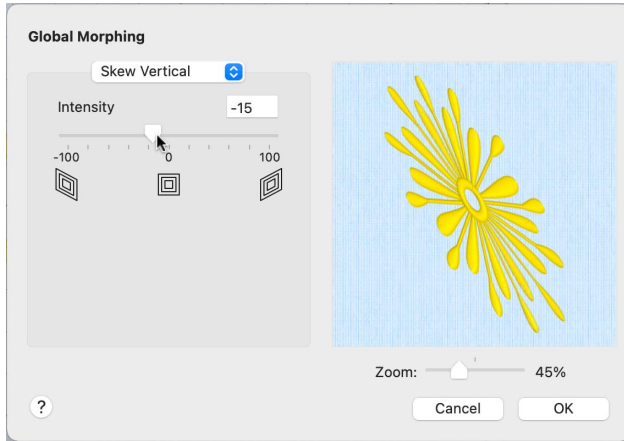 Global Morphing
Skew Vertical
Intensity
-15
-100 0 100
Zoom: 45%
?
Cancel OK